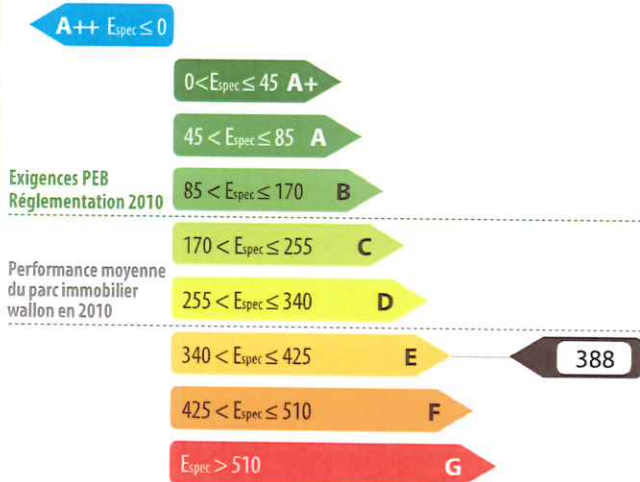 A++ Espec ≤ 0
0 < Espec ≤ 45 A+
45 < Espec ≤ 85 A
Exigences PEB
Réglementation 2010
85 < Espec ≤ 170 B
170 < Espec ≤ 255 C
Performance moyenne
du parc immobilier
wallon en 2010
255 < Espec ≤ 340 D
340 < Espec ≤ 425 E
388
425 < Espec ≤ 510 F
Espec > 510 G